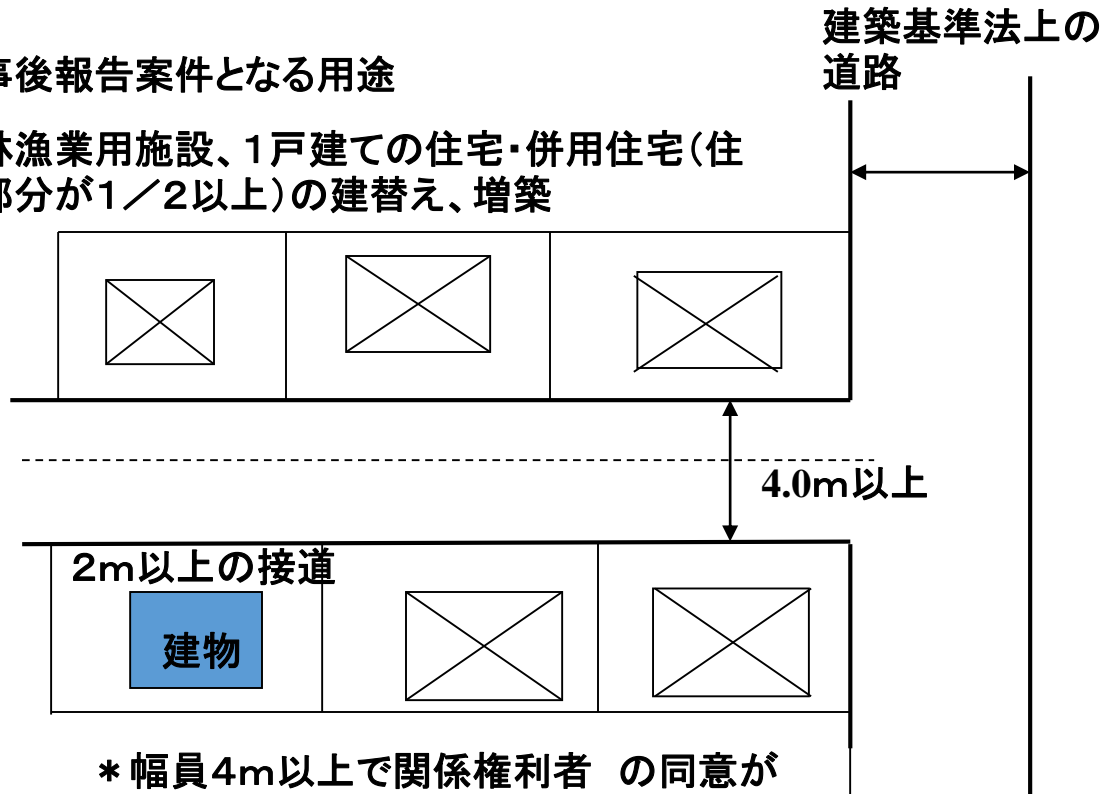 建築基準法上の
道路
後報告案件となる用途
漁業用施設、1戸建ての住宅・併用住宅(住
部分が1/2以上)の建替え、増築
4.0m以上
2m以上の接道
建物
*幅員4m以上で関係権利者 の同意が